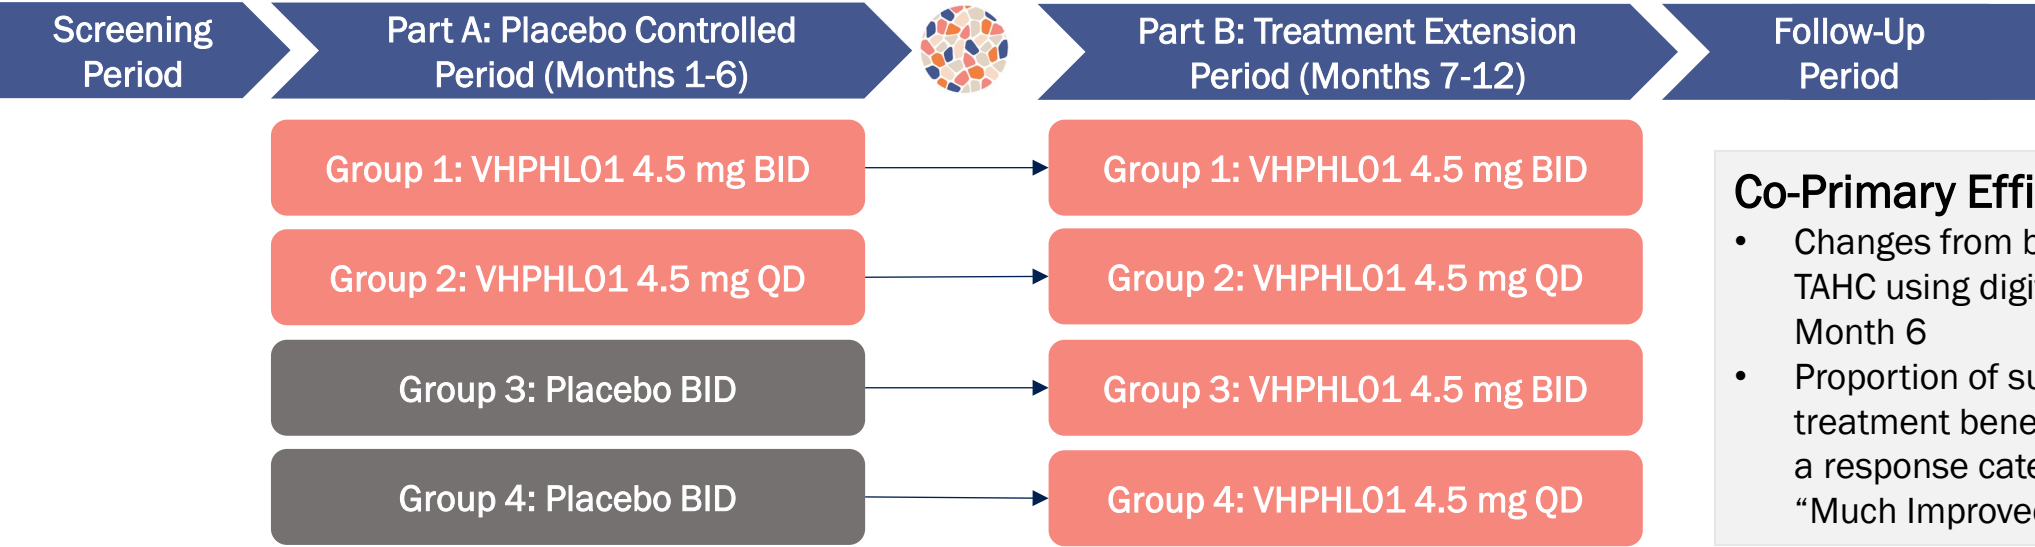 Screening
Period
Part A: Placebo Controlled
Period (Months 1-6)
Part B: Treatment Extension
Period (Months 7-12)
Follow-Up
Period
Group 1: VHPHL01 4.5 mg BID
Group 1: VHPHL01 4.5 mg BID
Group 2: VHPHL01 4.5 mg QD
Group 2: VHPHL01 4.5 mg QD
Group 3: Placebo BID
Group 3: VHPHL01 4.5 mg BID
Group 4: Placebo BID
Group 4: VHPHL01 4.5 mg QD
Co-Primary
• Changes from
TAHC using
Month 6
• Proportion of
treatment
a response
“Much